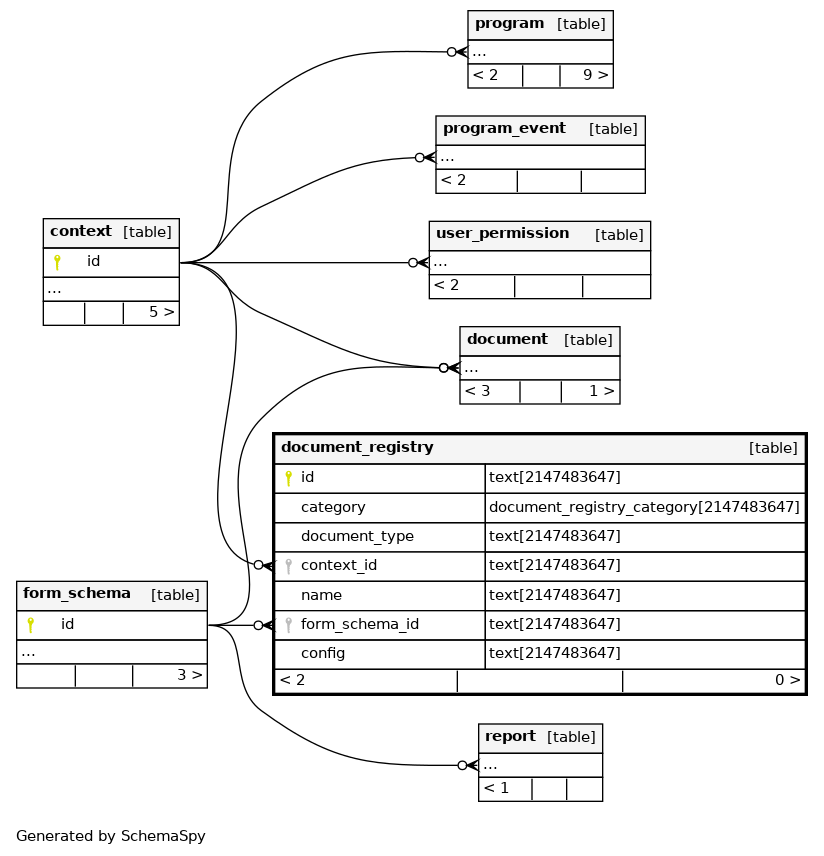 program [table]
...
< 2 9 >
program_event [table]
...
< 2
context [table]
id
...
5 >
user_permission [table]
...
< 2
document [table]
...
< 3 1 >
document_registry [table]
id text[2147483647]
category document_registry_category[2147483647]
document_type text[2147483647]
context_id text[2147483647]
name text[2147483647]
form_schema_id text[2147483647]
config text[2147483647]
< 2 0 >
form_schema [table]
id
...
3 >
report [table]
...
< 1
Generated by SchemaSpy